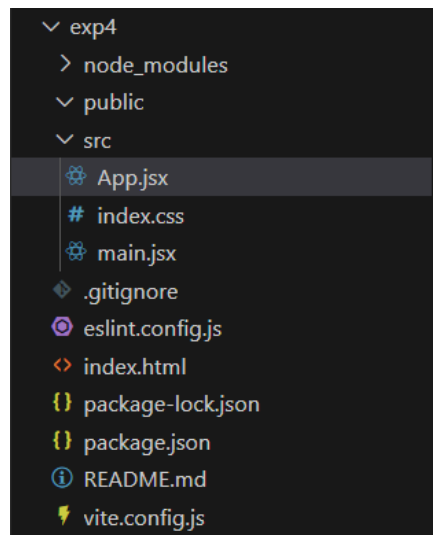 exp4
node_modules
public
src
App.jsx
# index.css
main.jsx
.gitignore
eslint.config.js
<> index.html
{} package-lock.json
{} package.json
README.md
vite.config.js